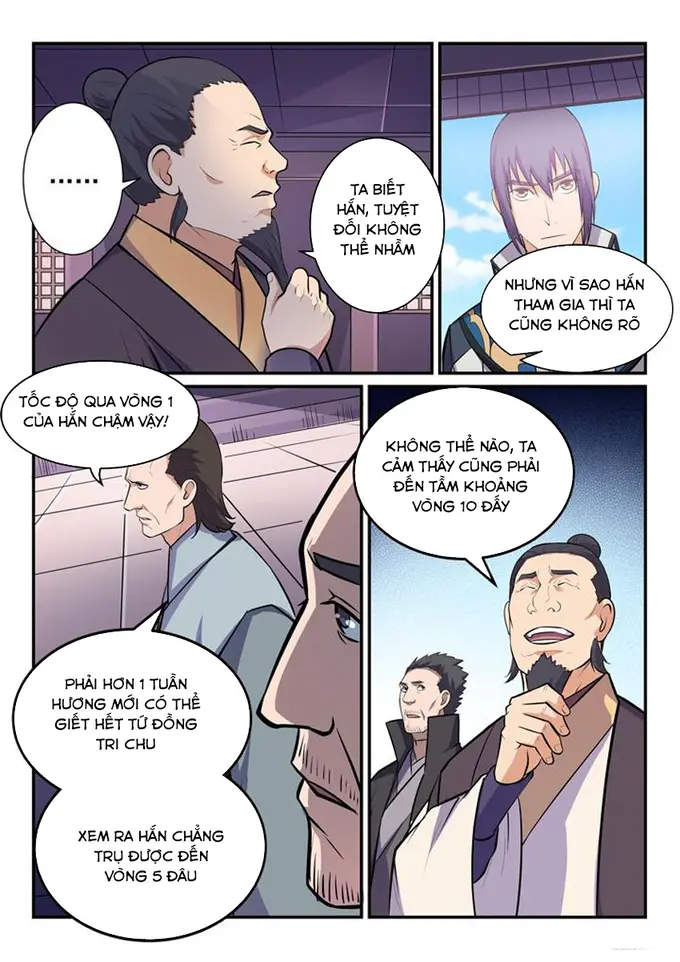 ......
TA BIẾT
HẮN, TUYỆT
ĐỐI KHÔNG
THỂ NHẦM
NHƯNG VÌ SAO HẮN
THAM GIA THÌ TA
CŨNG KHÔNG RÕ
TỐC ĐỘ QUA VÒNG 1
CỦA HẮN CHẬM VẬY!
PHẢI HƠN 1 TUẦN
HƯƠNG MỚI CÓ THỂ
GIẾT HẾT TỨ ĐỒNG
TRI CHU
XEM RA HẮN CHẲNG
TRỤ ĐƯỢC ĐẾN
VÒNG 5 ĐÂU
KHÔNG THỂ NÀO, TA
CẢM THẤY CŨNG PHẢI
ĐẾN TẦM KHOẢNG
VÒNG 10 ĐẤY